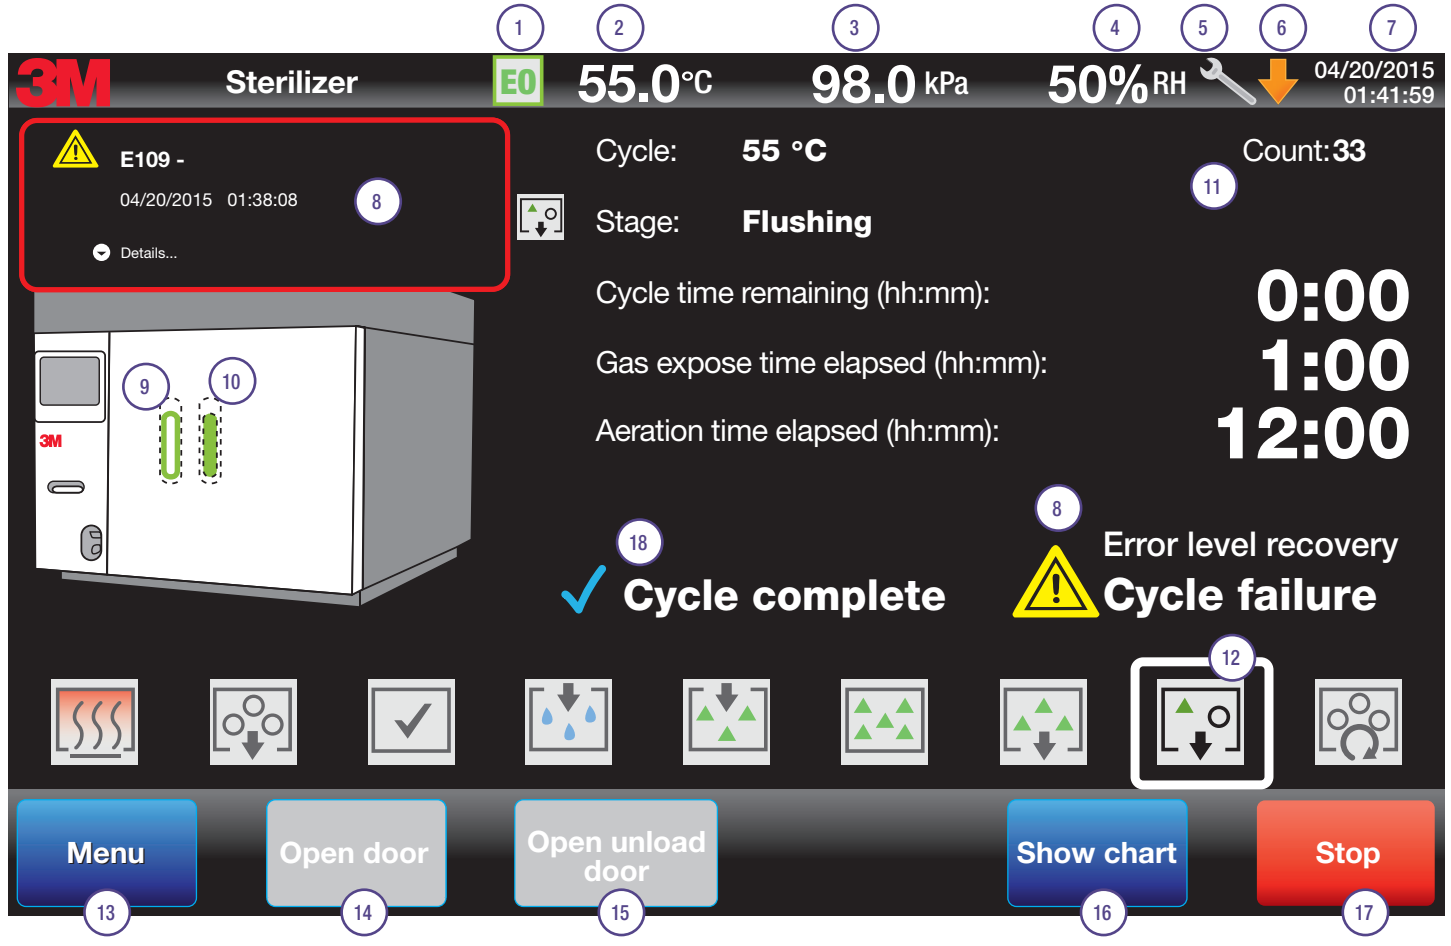 1 2 3 4 5 6 7
3M Sterilizer E0 55.0°C 98.0 kPa 50% RH 04/20/2015
01:41:59
E109 -
04/20/2015 01:38:08 8
Details...
Cycle: 55 °C Count: 33
11
Stage: Flushing
Cycle time remaining (hh:mm): 0:00
Gas expose time elapsed (hh:mm): 1:00
Aeration time elapsed (hh:mm): 12:00
9 10
3M
18 8
Error level recovery
Cycle complete Cycle failure
12
Menu Open door Open unload
door Show chart Stop
13 14 15 16 17